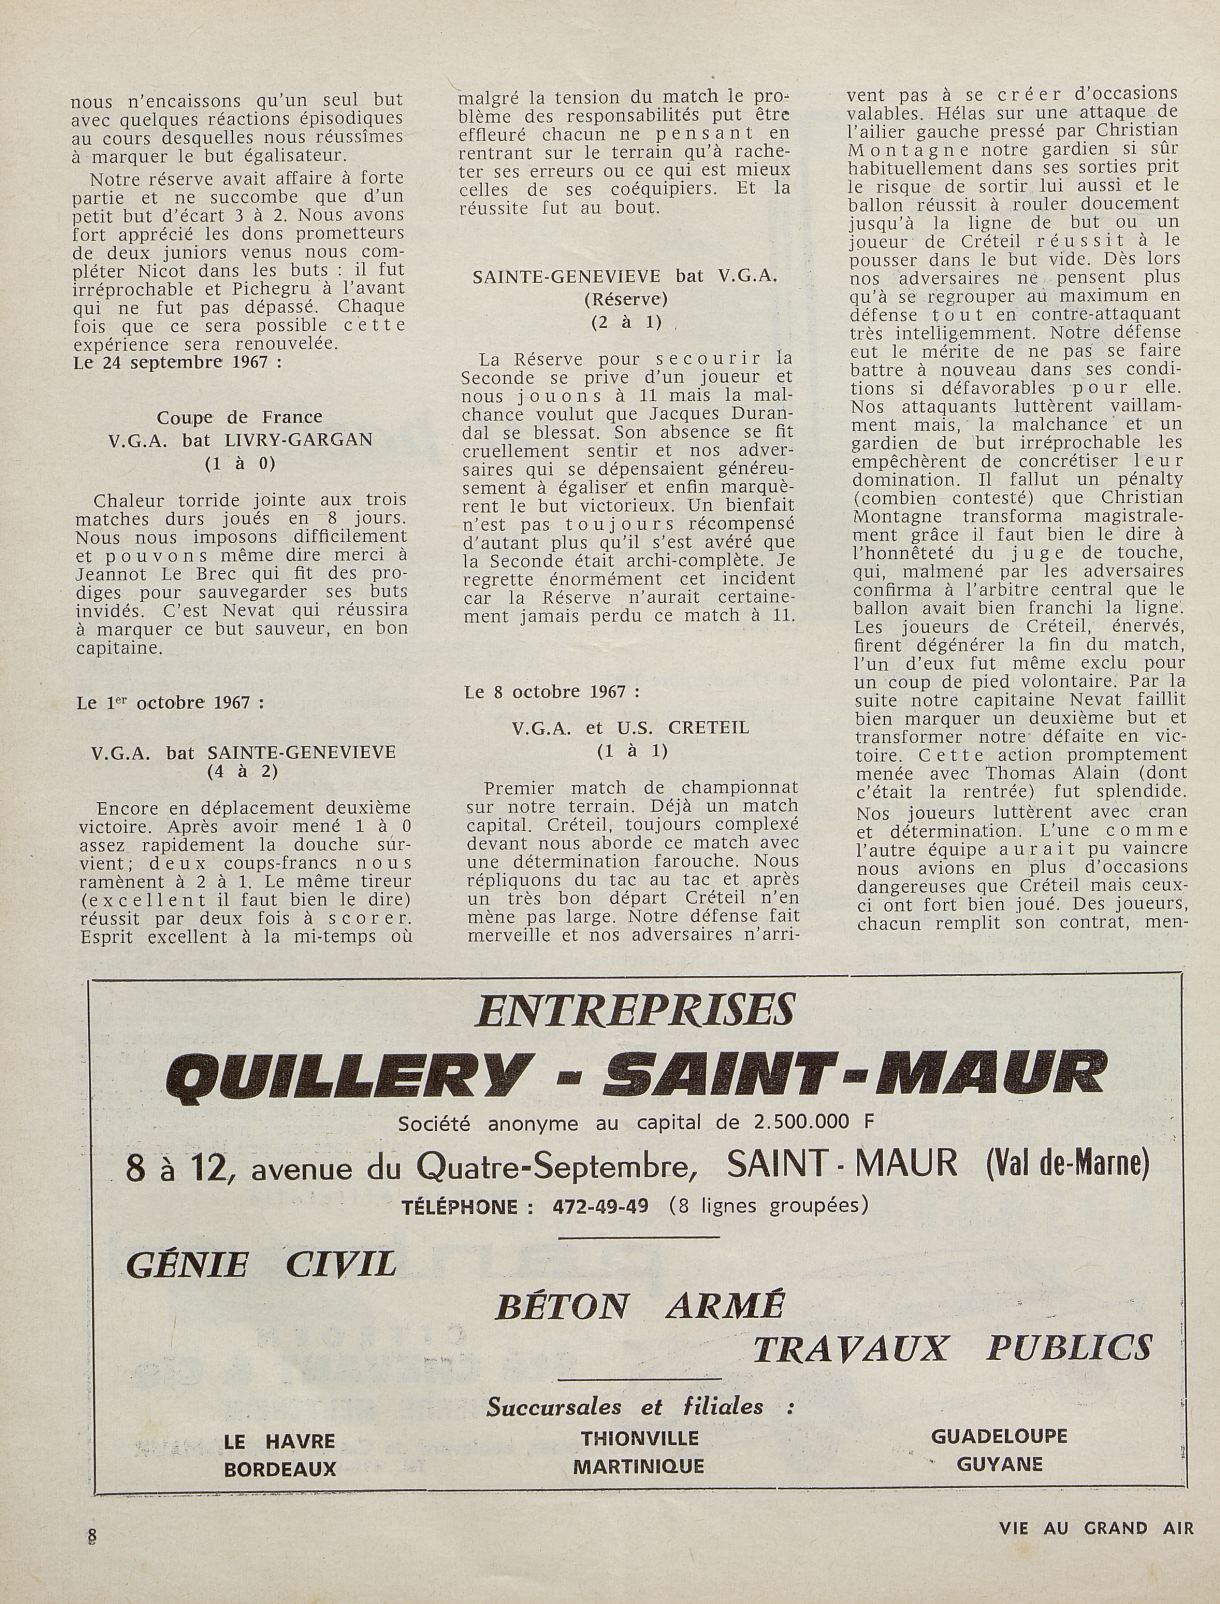 nous n'encaissons qu'un seul but
avec quelques réactions épisodiques
au cours desquelles nous réussîmes
à marquer le but égalisateur.
Notre réserve avait affaire à forte
partie et ne succombe que d'un
petit but d'écart 3 à 2. Nous avons
fort apprécié les dons prometteurs
de deux juniors venus nous com-
pléter Nicot dans les buts : il fut
irréprochable et Pichegru à l'avant
qui ne fut pas dépassé. Chaque
fois que ce sera possible cette
expérience sera renouvelée.
Le 24 septembre 1967 :
Coupe de France
V.G.A. bat LIVRY-GARGAN
(1 à 0)
Chaleur torride jointe aux trois
matches durs joués en 8 jours.
Nous nous imposons difficilement
et pouvons même dire merci à
Jeannot Le Brec qui fit des pro-
diges pour sauvegarder ses buts
invidés. C'est Nevat qui réussira
à marquer ce but sauveur, en bon
capitaine.
Le 1er octobre 1967 :
V.G.A. bat SAINTE-GENEVIEVE
(4 à 2)
Encore en déplacement deuxième
victoire. Après avoir mené 1 à 0
assez rapidement la douche sur-
vient; deux coups-francs nous
ramènent à 2 à 1. Le même tireur
(excellent il faut bien le dire)
réussit par deux fois à scorer.
Esprit excellent à la mi-temps où
malgré la tension du match le pro-
blème des responsabilités put être
effleuré chacun ne pensant en
rentrant sur le terrain qu'à rache-
ter ses erreurs ou ce qui est mieux
celles de ses coéquipiers. Et la
réussite fut au bout.
SAINTE-GENEVIEVE bat V.G.A.
(Réserve)
(2 à 1)
La Réserve pour secourir la
Seconde se prive d'un joueur et
nous jouons à 11 mais la mal-
chance voulut que Jacques Duran-
dal se blessat. Son absence se fit
cruellement sentir et nos adver-
saires qui se dépensaient généreu-
sement à égaliser et enfin marquè-
rent le but victorieux. Un bienfait
n'est pas toujours récompensé
d'autant plus qu'il s'est avéré que
la Seconde était archi-complète. Je
regrette énormément cet incident
car la Réserve n'aurait certaine-
ment jamais perdu ce match à 11.
Le 8 octobre 1967 :
V.G.A. et U.S. CRETEIL
(1 à 1)
Premier match de championnat
sur notre terrain. Déjà un match
capital. Créteil, toujours complexé
devant nous aborde ce match avec
une détermination farouche. Nous
répliquons du tac au tac et après
un très bon départ Créteil n'en
mène pas large. Notre défense fait
merveille et nos adversaires n'arri-
vent pas à se créer d'occasions
valables. Hélas sur une attaque de
l'ailier gauche pressé par Christian
Montagne notre gardien si sûr
habituellement dans ses sorties prit
le risque de sortir lui aussi et le
ballon réussit à rouler doucement
jusqu'à la ligne de but ou un
joueur de Créteil réussit à le
pousser dans le but vide. Dès lors
nos adversaires ne pensent plus
qu'à se regrouper au maximum en
défense tout en contre-attaquant
très intelligemment. Notre défense
eut le mérite de ne pas se faire
battre à nouveau dans ses condi-
tions si défavorables pour elle.
Nos attaquants luttèrent vaillam-
ment mais, la malchance et un
gardien de but irréprochable les
empêchèrent de concrétiser leur
domination. Il fallut un pénalty
(combien contesté) que Christian
Montagne transforma magistrale-
ment grâce il faut bien le dire à
l'honnêteté du juge de touche,
qui, malmené par les adversaires
confirma à l'arbitre central que le
ballon avait bien franchi la ligne.
Les joueurs de Créteil, énervés,
firent dégénérer la fin du match,
l'un d'eux fut même exclu pour
un coup de pied volontaire. Par la
suite notre capitaine Nevat faillit
bien marquer un deuxième but et
transformer notre défaite en vic-
toire. Cette action promptement
menée avec Thomas Alain (dont
c'était la rentrée) fut splendide.
Nos joueurs luttèrent avec cran
et détermination. L'une comme
l'autre équipe aurait pu vaincre
nous avions en plus d'occasions
dangereuses que Créteil mais ceux-
ci ont fort bien joué. Des joueurs,
chacun remplit son contrat, men-
ENTREPRISES
QUILLERY - SAINT-MAUR
Société anonyme au capital de 2.500.000 F
8 à 12, avenue du Quatre-Septembre, SAINT-MAUR (Val de-Marne)
TÉLÉPHONE : 472-49-49 (8 lignes groupées)
GÉNIE CIVIL
BÉTON ARMÉ
TRAVAUX PUBLICS
Succursales et filiales :
LE HAVRE THIONVILLE GUADELOUPE
BORDEAUX MARTINIQUE GUYANE
8 VIE AU GRAND AIR